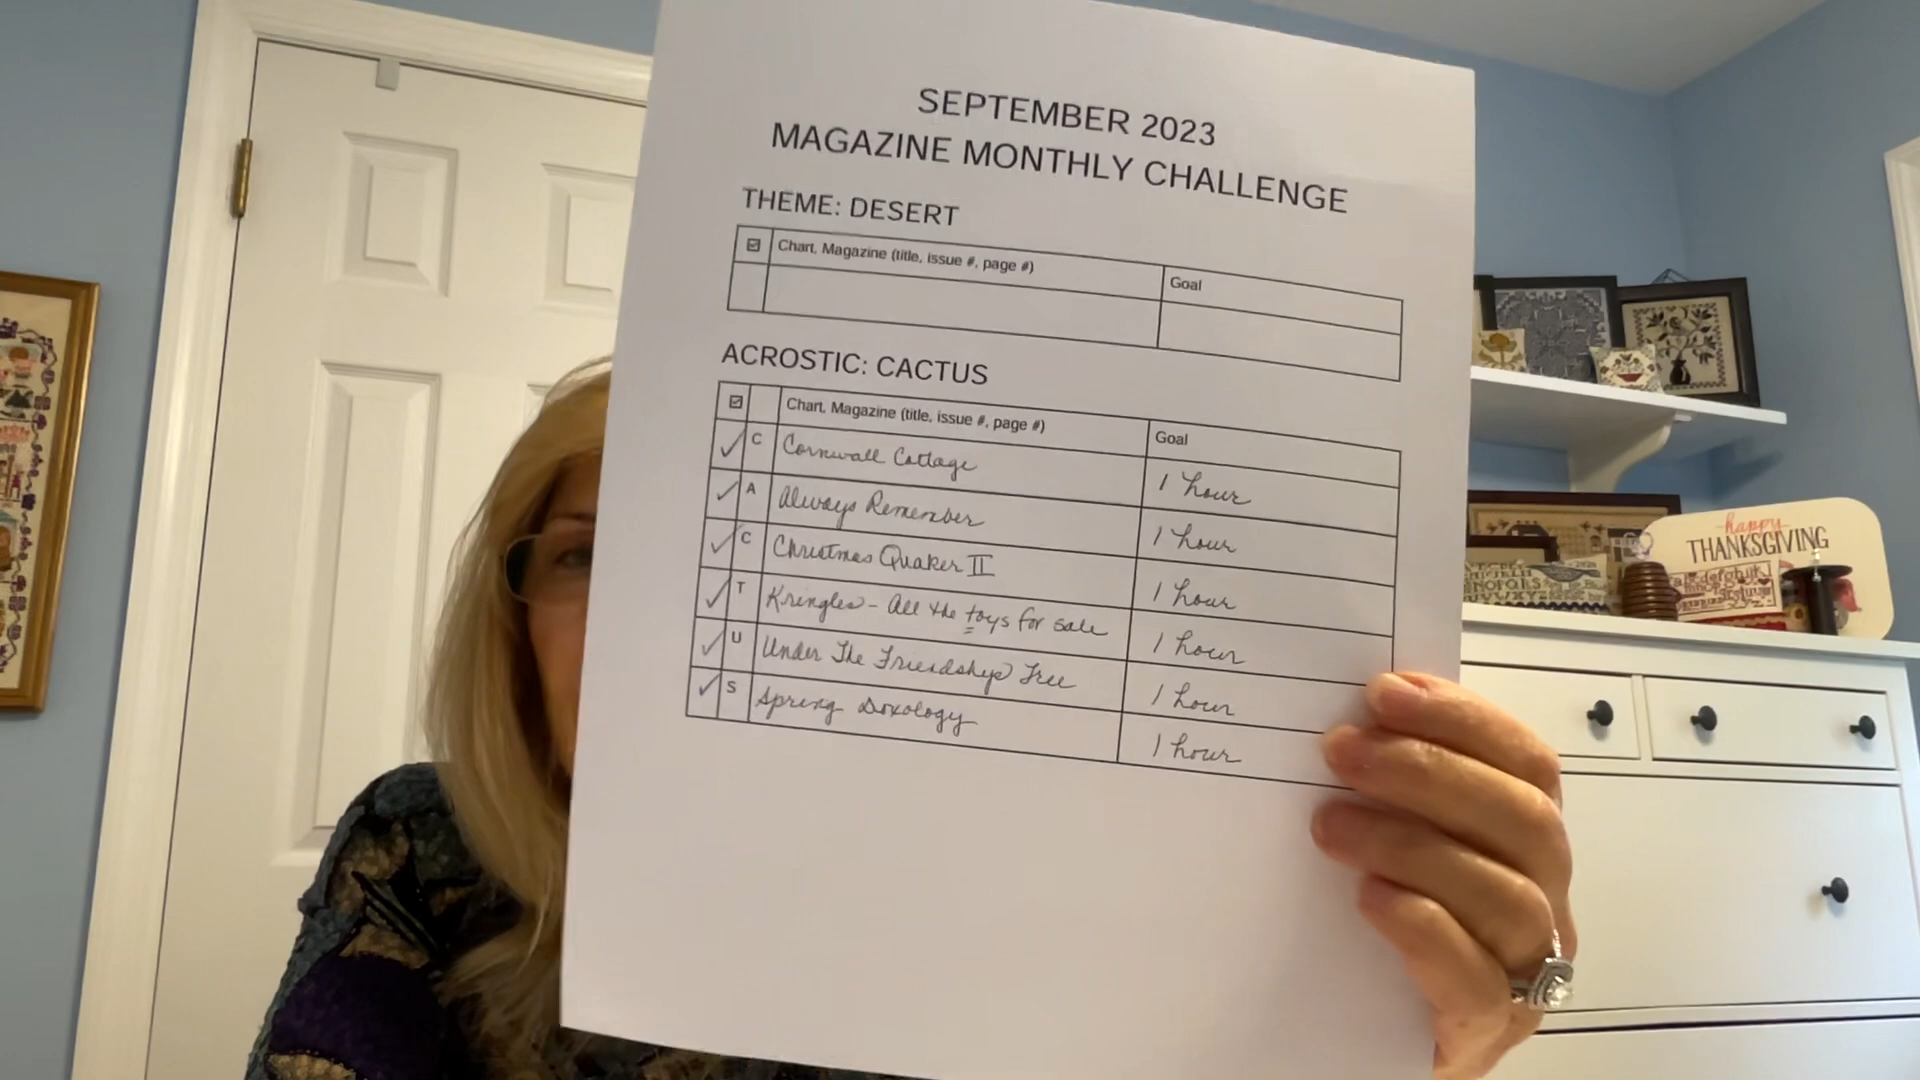 SEPTEMBER 2023
MAGAZINE MONTHLY CHALLENGE
THEME: DESERT
Chart, Magazine (title, issue #, page #) Goal
ACROSTIC: CACTUS
Chart, Magazine (title, issue #, page #) Goal
✓ C Cornwall Cottage 1 hour
✓ A Always Remember 1 hour
✓ C Christmas Quaker II 1 hour
✓ T Kringles - All the toys for sale 1 hour
✓ U Under The Friendships Tree 1 hour
✓ S Spring Doxology 1 hour
happy
THANKSGIVING